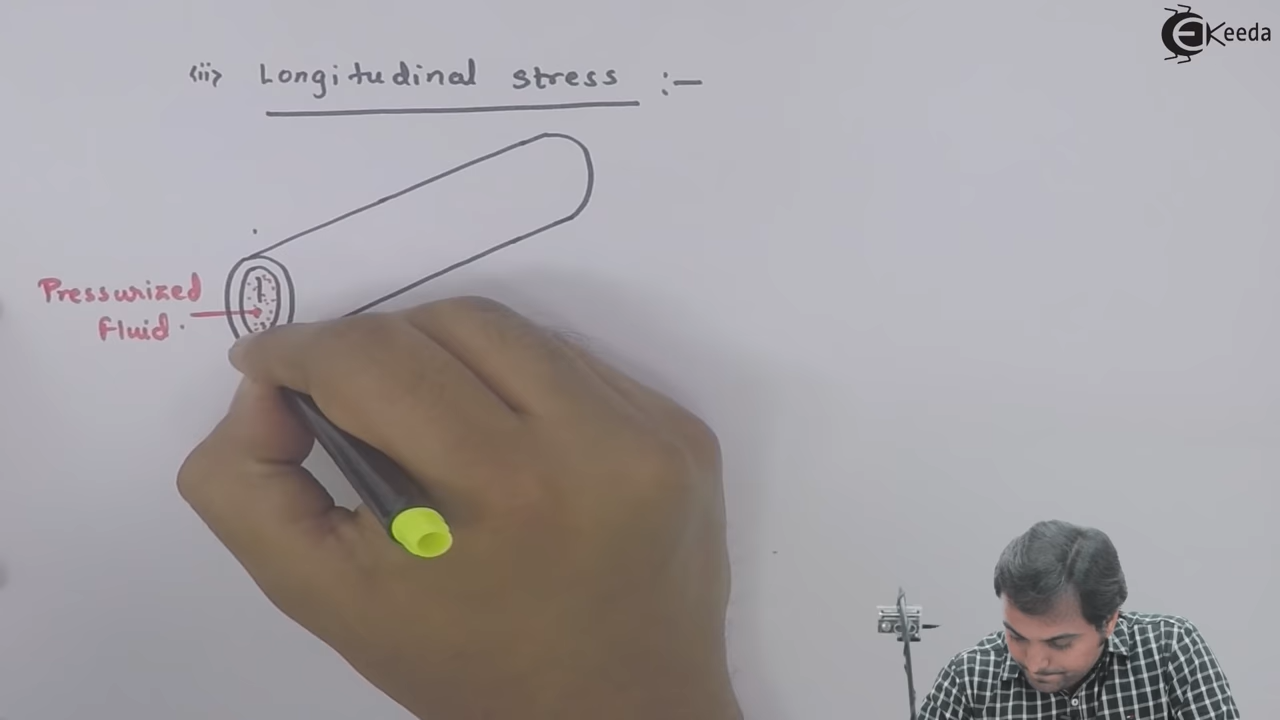 <ii> Longitudinal stress :-
Pressurized
fluid.
EKeeda